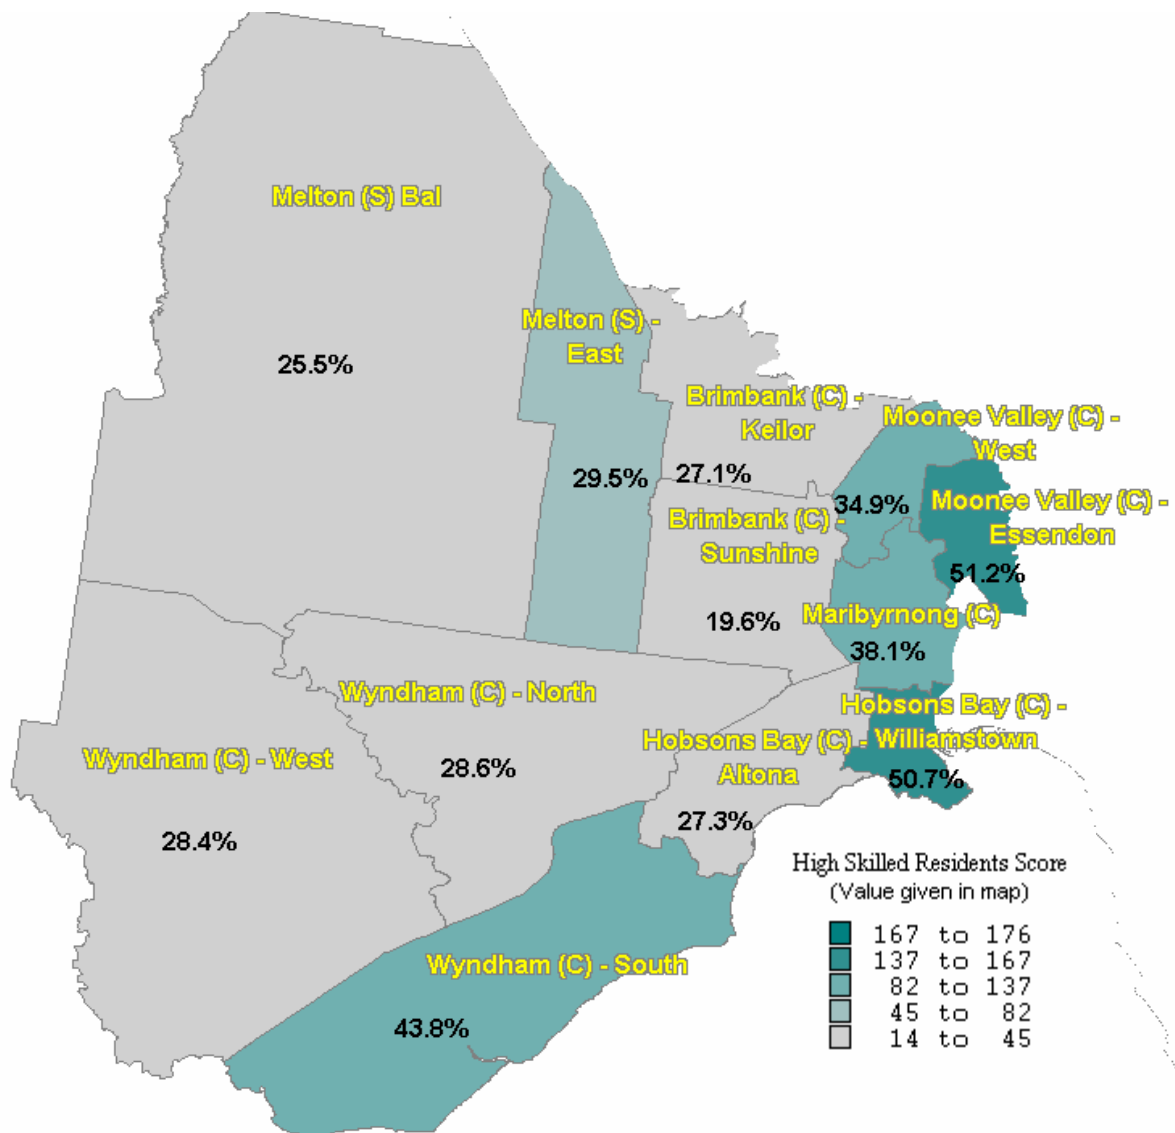 Melton (S) Bal
25.5%
Melton (S) -
East
29.5%
Brimbank (C) -
Keilor
27.1%
Moonee Valley (C) -
West
34.9%
Moonee Valley (C) -
Essendon
51.2%
Brimbank (C) -
Sunshine
19.6%
Maribyrnong (C)
38.1%
Wyndham (C) - North
28.6%
Hobsons Bay (C) -
Williamstown
50.7%
Hobsons Bay (C) -
Altona
27.3%
Wyndham (C) - West
28.4%
Wyndham (C) - South
43.8%
High Skilled Residents Score
(Value given in map)
167 to 176
137 to 167
82 to 137
45 to 82
14 to 45